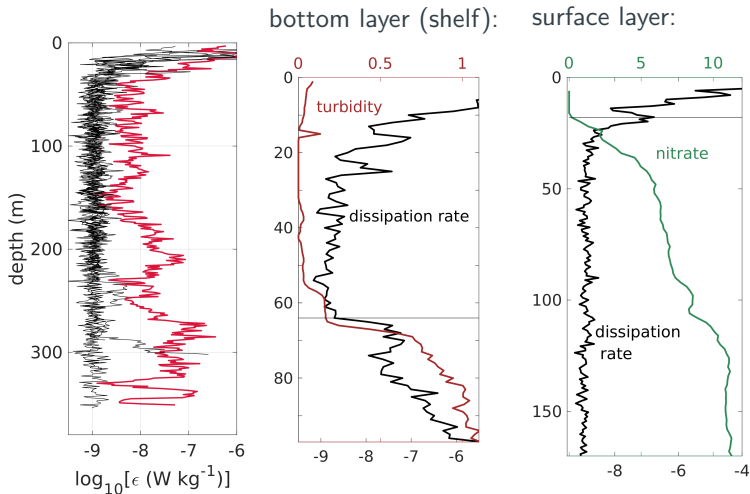 bottom layer (shelf):
surface layer:
0 0.5 1
0 5 10
0
100
200
300
depth (m)
-9 -8 -7 -6
log10[ϵ (W kg-1)]
turbidity
dissipation rate
0
20
40
60
80
-9 -8 -7 -6
nitrate
dissipation
rate
0
50
100
150
-8 -6 -4